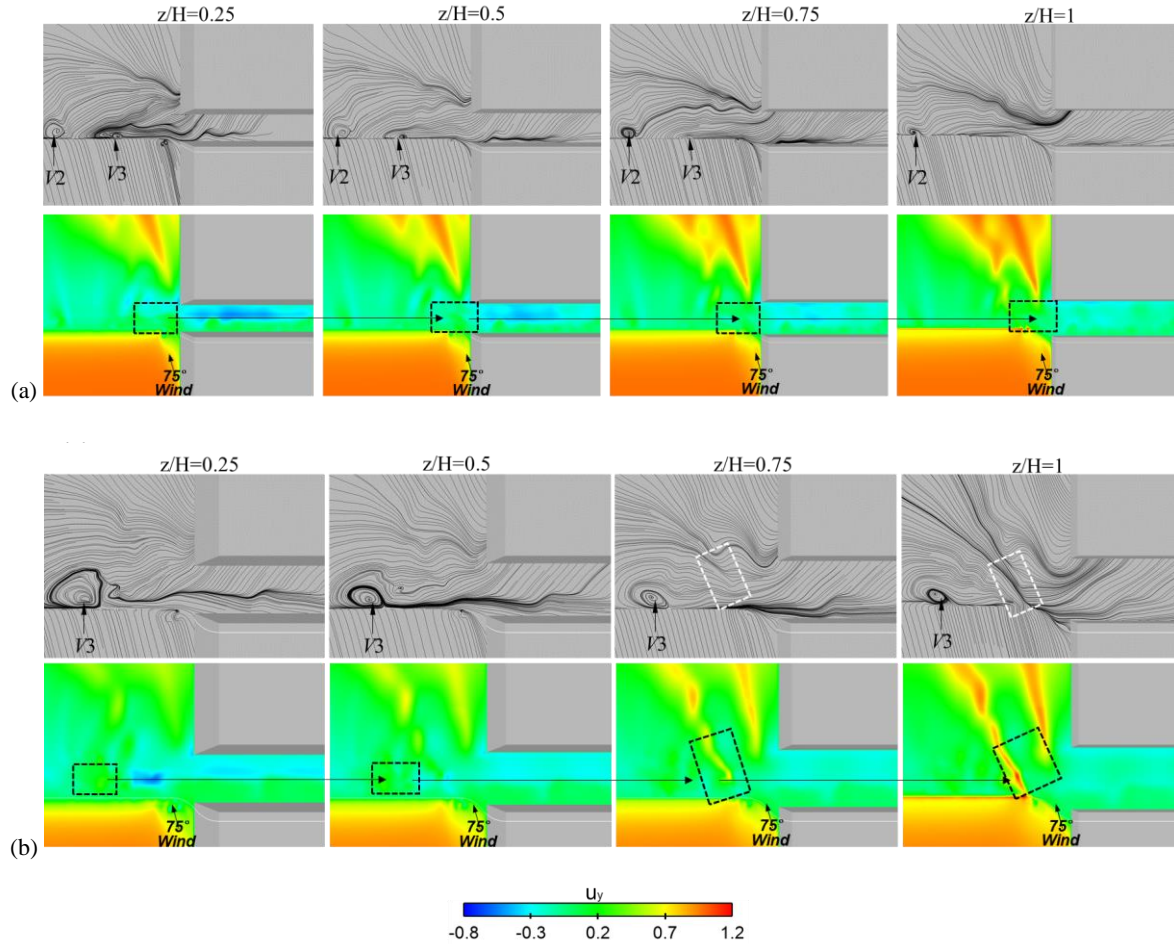 z/H=0.25 z/H=0.5 z/H=0.75 z/H=1
V2 V3 V2 V3 V2 V3 V2
75° Wind 75° Wind 75° Wind 75° Wind
(a)
z/H=0.25 z/H=0.5 z/H=0.75 z/H=1
V3 V3 V3 V3
75° Wind 75° Wind 75° Wind 75° Wind
(b)
uy
-0.8 -0.3 0.2 0.7 1.2